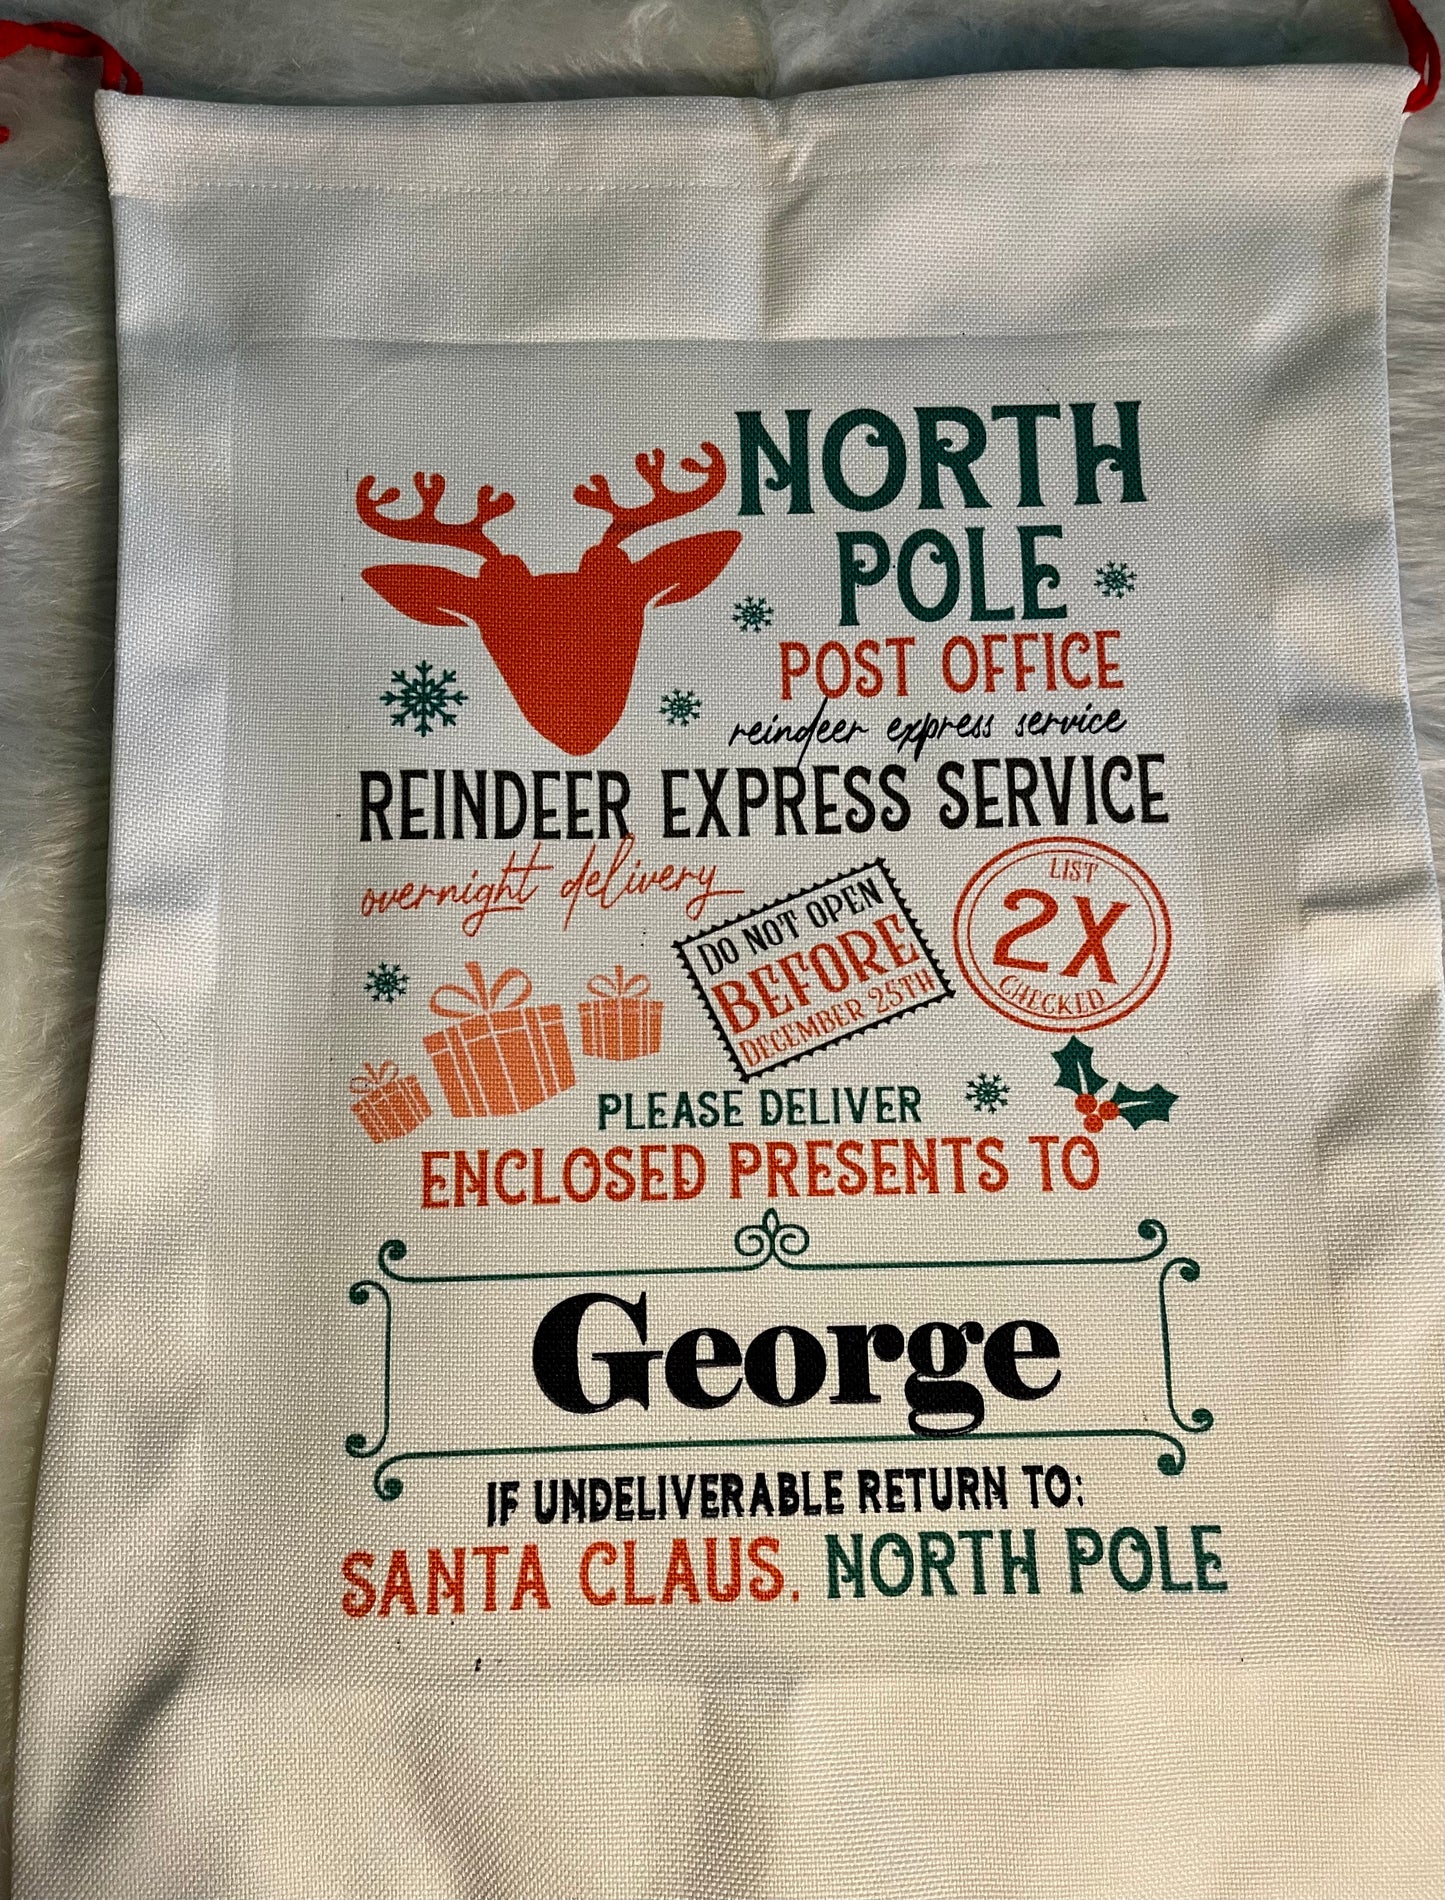 NORTH
POLE
POST OFFICE
reindeer express service
REINDEER EXPRESS SERVICE
overnight delivery
DO NOT OPEN
BEFORE
DECEMBER 25TH
LIST
2X
CHECKED
PLEASE DELIVER
ENCLOSED PRESENTS TO
George
IF UNDELIVERABLE RETURN TO:
SANTA CLAUS. NORTH POLE